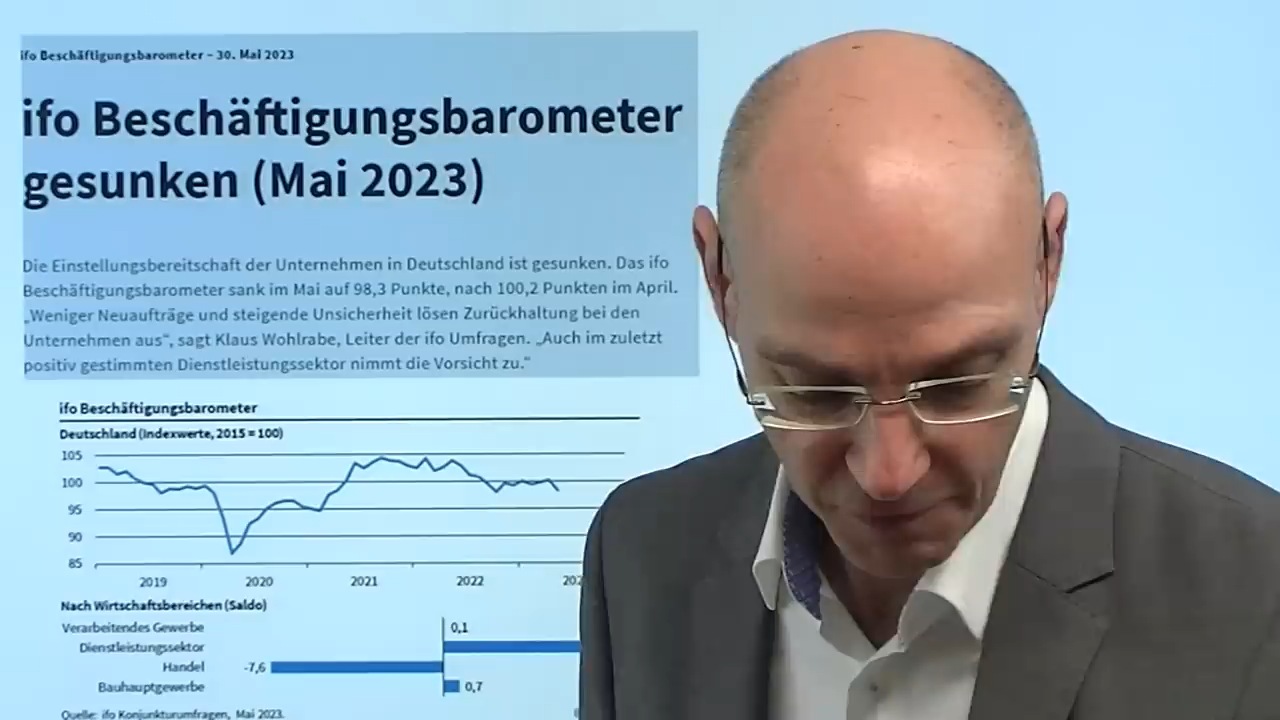 ifo Beschäftigungsbarometer – 30. Mai 2023
ifo Beschäftigungsbarometer
gesunken (Mai 2023)
Die Einstellungsbereitschaft der Unternehmen in Deutschland ist gesunken. Das ifo
Beschäftigungsbarometer sank im Mai auf 98,3 Punkte, nach 100,2 Punkten im April.
„Weniger Neuaufträge und steigende Unsicherheit lösen Zurückhaltung bei den
Unternehmen aus“, sagt Klaus Wohlrabe, Leiter der ifo Umfragen. „Auch im zuletzt
positiv gestimmten Dienstleistungssektor nimmt die Vorsicht zu.“
ifo Beschäftigungsbarometer
Deutschland (Indexwerte, 2015 = 100)
105
100
95
90
85
2019 2020 2021 2022
Nach Wirtschaftsbereichen (Saldo)
Verarbeitendes Gewerbe 0,1
Dienstleistungssektor
Handel -7,6
Bauhauptgewerbe 0,7
Quelle: ifo Konjunkturumfragen, Mai 2023.